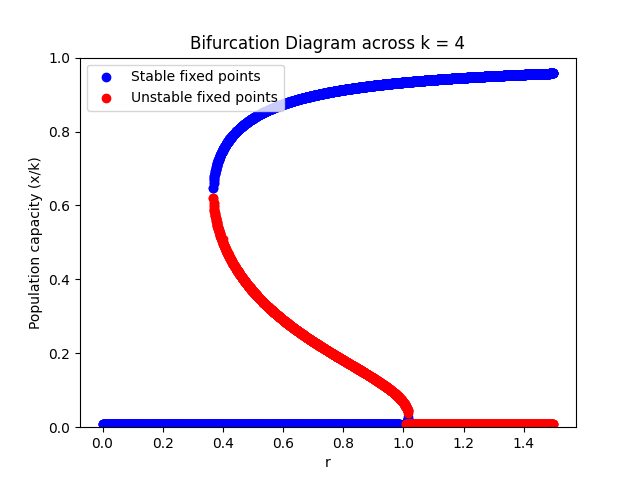 Bifurcation Diagram across k = 4
Stable fixed points
Unstable fixed points
Population capacity (x/k)
1.0
0.8
0.6
0.4
0.2
0.0
0.0 0.2 0.4 0.6 0.8 1.0 1.2 1.4
r